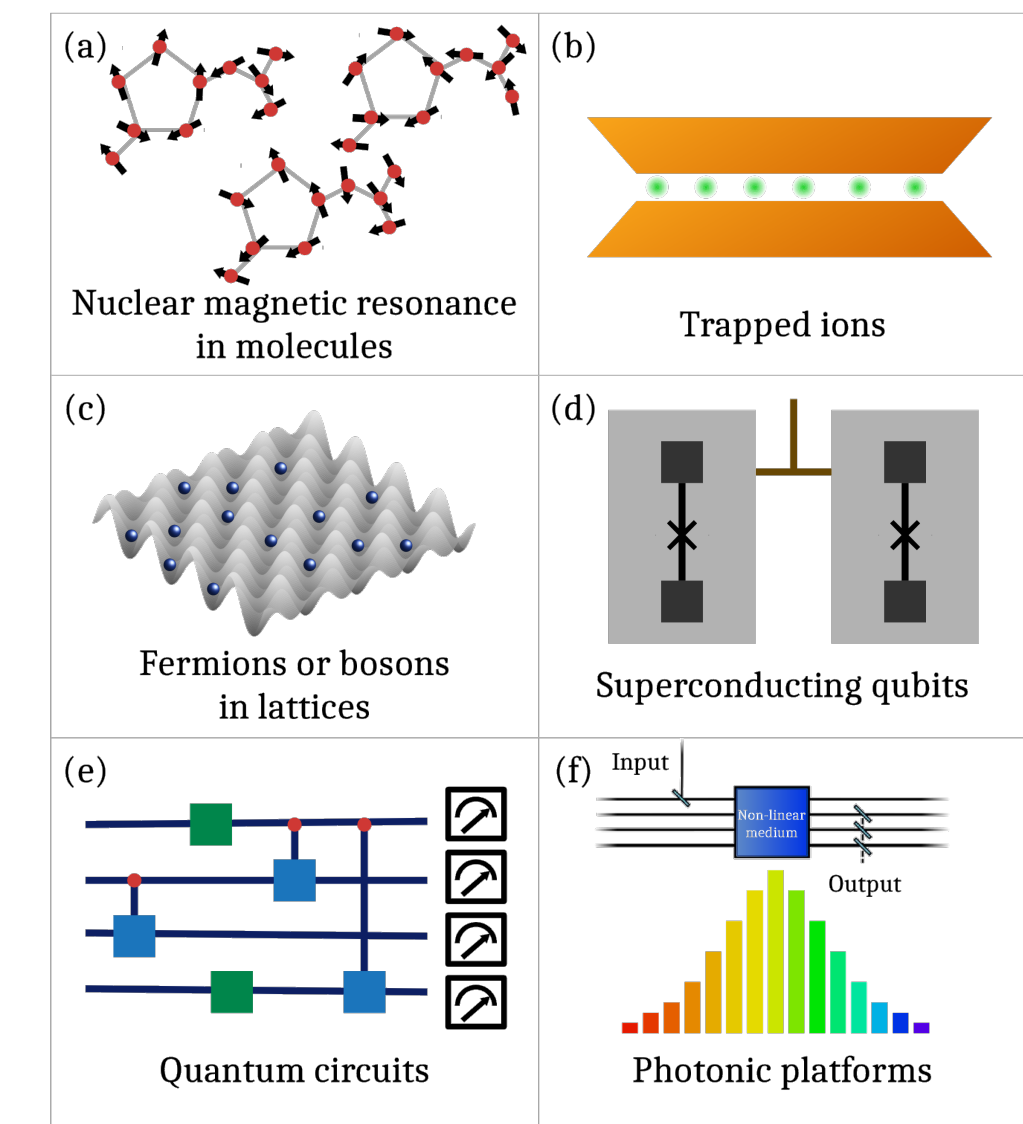 (a)
Nuclear magnetic resonance
in molecules
(b)
Trapped ions
(c)
Fermions or bosons
in lattices
(d)
Superconducting qubits
(e)
Quantum circuits
(f)
Input
Non-linear
medium
Output
Photonic platforms